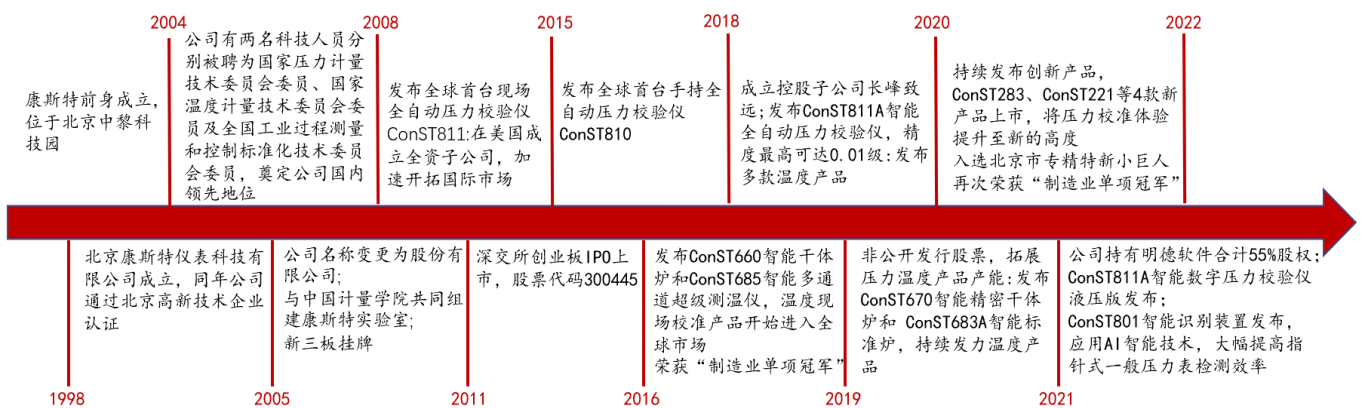 2004
2008
2015
2018
2020
2022
康斯特前身成立，
位于北京中黎科
技园
公司有两名科技人员分
别被聘为国家压力计量
技术委员会委员、国家
温度计量技术委员会委
员及全国工业过程测量
和控制标准化技术委员
会委员，奠定公司国内
领先地位
发布全球首台现场
全自动压力校验仪
ConST811:在美国成
立全资子公司，加
速开拓国际市场
发布全球首台手持全
自动压力校验仪
ConST810
成立控股子公司长峰致
远;发布ConST811A智能
全自动压力校验仪，精
度最高可达0.01级:发布
多款温度产品
持续发布创新产品，
ConST283、ConST221等4款新
产品上市，将压力校准体验
提升至新的高度
入选北京市专精特新小巨人
再次荣获“制造业单项冠军”
北京康斯特仪表科技有
限公司成立，同年公司
通过北京高新技术企业
认证
公司名称变更为股份有
限公司;
与中国计量学院共同组
建康斯特实验室;
新三板挂牌
深交所创业板IPO上
市，股票代码300445
发布ConST660智能干体
炉和ConST685智能多通
道超级测温仪，温度现
场校准产品开始进入全
球市场
荣获“制造业单项冠军”
非公开发行股票，拓展
压力温度产品产能:发布
ConST670智能精密干体
炉和 ConST683A智能标
准炉，持续发力温度产
品
公司持有明德软件合计55%股权;
ConST811A智能数字压力校验仪
液压版发布;
ConST801智能识别装置发布，
应用AI智能技术，大幅提高指
针式一般压力表检测效率
1998
2005
2011
2016
2019
2021